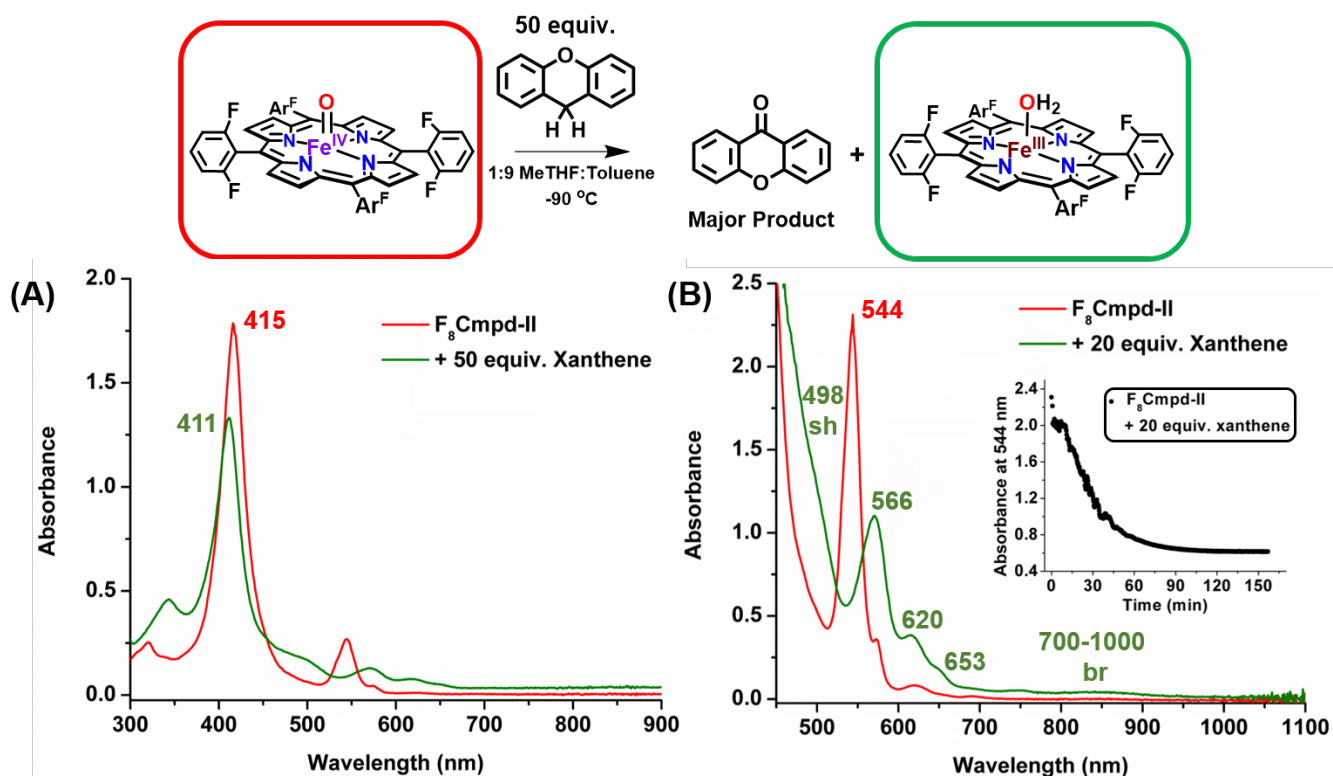 50 equiv.
O
H H
1:9 MeTHF:Toluene
-90 °C
O
Ar^F
F
F
Fe^IV
N
N
N
N
F
F
Ar^F
O
O
Major Product
+
OH₂
Ar^F
F
F
Fe^III
N
N
N
N
F
F
Ar^F
(A)
415
411
F₈Cmpd-II
+ 50 equiv. Xanthene
2.0
1.5
1.0
0.5
0.0
Absorbance
300 400 500 600 700 800 900
Wavelength (nm)
(B)
544
F₈Cmpd-II
+ 20 equiv. Xanthene
498
sh
566
620
653
700-1000
br
2.5
2.0
1.5
1.0
0.5
0.0
Absorbance
500 600 700 800 900 1000 1100
Wavelength (nm)
F₈Cmpd-II
+ 20 equiv. xanthene
2.4
1.8
1.2
0.6
Absorbance at 544 nm
0 30 60 90 120 150
Time (min)